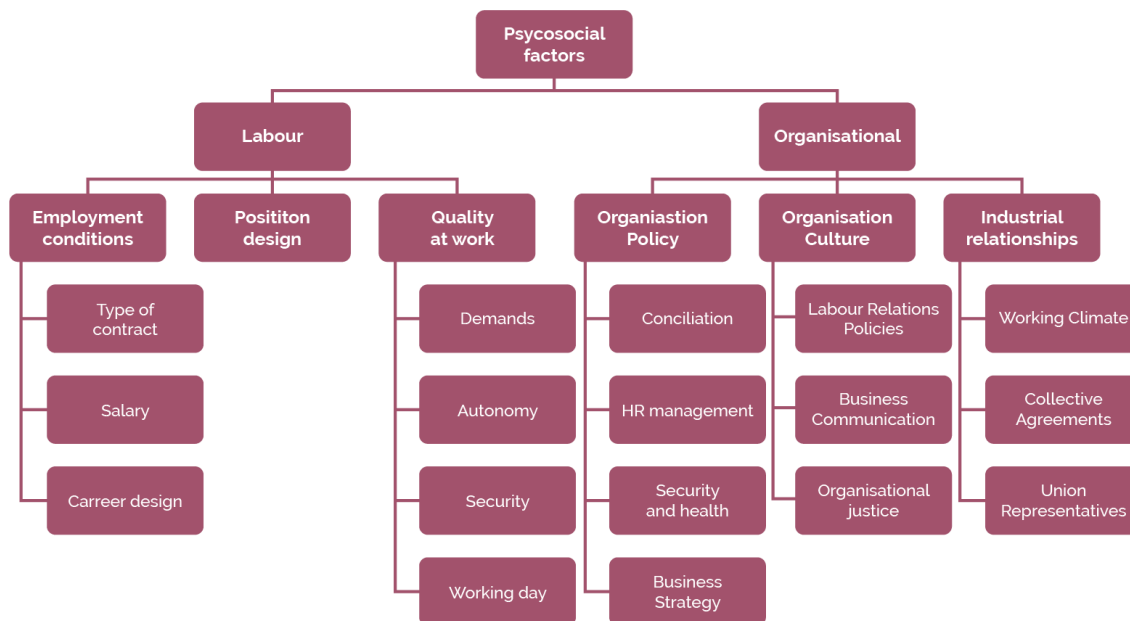 Psycosocial
factors
Labour
Organisational
Employment
conditions
Posititon
design
Quality
at work
Organiastion
Policy
Organisation
Culture
Industrial
relationships
Type of
contract
Demands
Conciliation
Labour Relations
Policies
Working Climate
Salary
Autonomy
HR management
Business
Communication
Collective
Agreements
Carreer design
Security
Security
and health
Organisational
justice
Union
Representatives
Working day
Business
Strategy